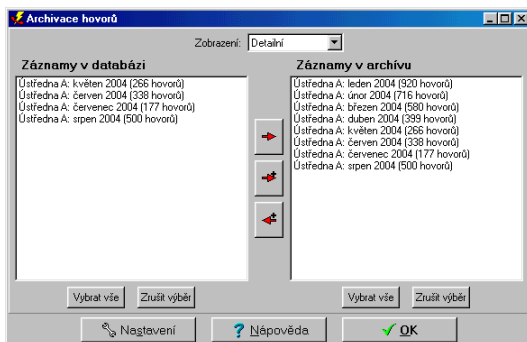 Archivace hovorů
Zobrazení: Detailní
Záznamy v databázi
Ústředna A: květen 2004 (266 hovorů)
Ústředna A: červen 2004 (338 hovorů)
Ústředna A: červenec 2004 (177 hovorů)
Ústředna A: srpen 2004 (500 hovorů)
Vybrat vše Zrušit výběr
Záznamy v archívu
Ústředna A: leden 2004 (920 hovorů)
Ústředna A: únor 2004 (716 hovorů)
Ústředna A: březen 2004 (580 hovorů)
Ústředna A: duben 2004 (399 hovorů)
Ústředna A: květen 2004 (266 hovorů)
Ústředna A: červen 2004 (338 hovorů)
Ústředna A: červenec 2004 (177 hovorů)
Ústředna A: srpen 2004 (500 hovorů)
Vybrat vše Zrušit výběr
Nastavení ? Nápověda OK